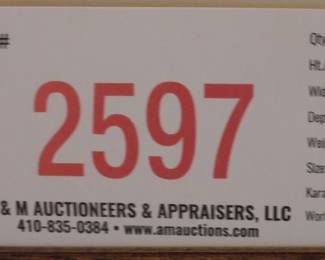 #
2597
& M AUCTIONEERS & APPRAISERS, LLC
410-835-0384 • www.amauctions.com
Qty
Ht.
Wid
Dep
Wei
Size
Kara
Wor